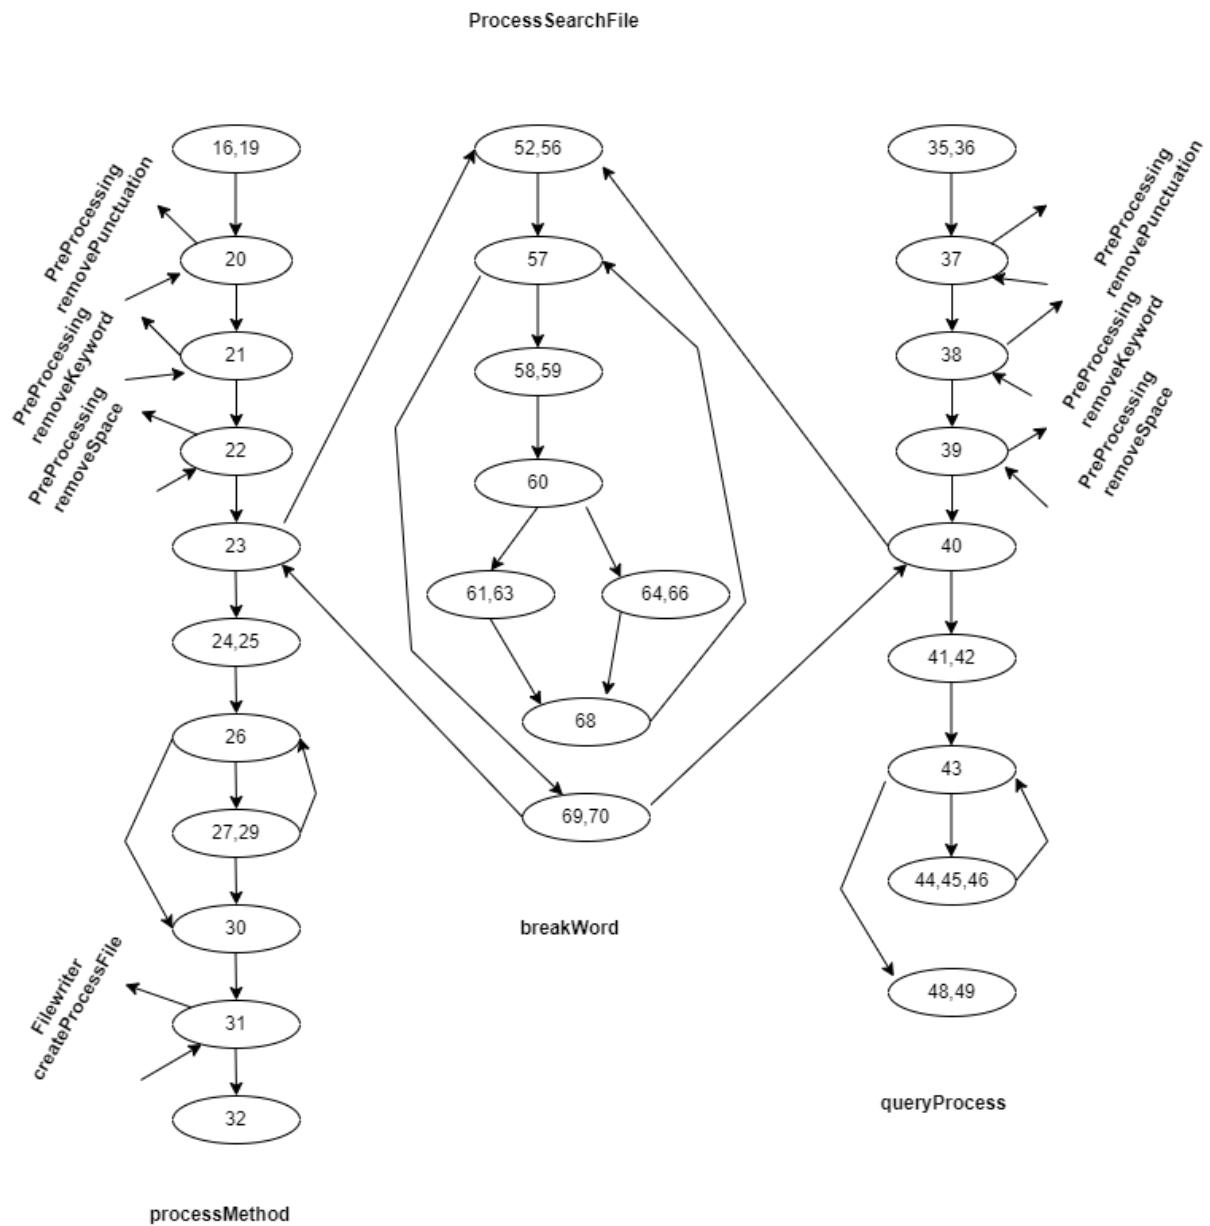 ProcessSearchFile
16,19
20
21
22
23
24,25
26
27,29
30
31
32
PreProcessing
removePunctuation
PreProcessing
removeKeyword
PreProcessing
removeSpace
Filewriter
createProcessFile
processMethod
52,56
57
58,59
60
61,63
64,66
68
69,70
breakWord
35,36
37
38
39
40
41,42
43
44,45,46
48,49
PreProcessing
removePunctuation
PreProcessing
removeKeyword
PreProcessing
removeSpace
queryProcess